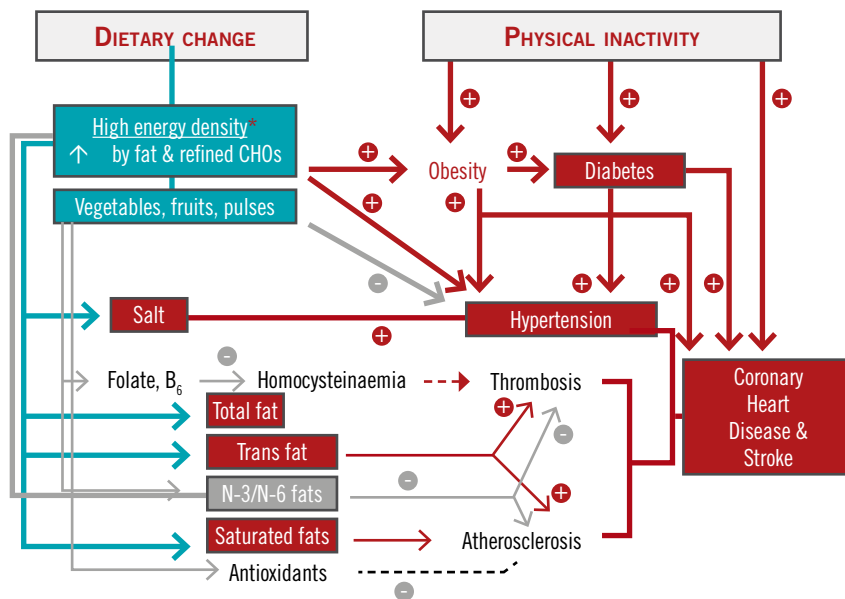 DIETARY CHANGE
PHYSICAL INACTIVITY
+
+
+
High energy density*
↑ by fat & refined CHOs
+
Obesity
+
Diabetes
+
+
Vegetables, fruits, pulses
-
+
+
+
Salt
+
Hypertension
-
Folate, B6
Homocysteinaemia
Thrombosis
Coronary
Heart
Disease &
Stroke
Total fat
+
-
Trans fat
-
+
N-3/N-6 fats
Saturated fats
Atherosclerosis
Antioxidants
-